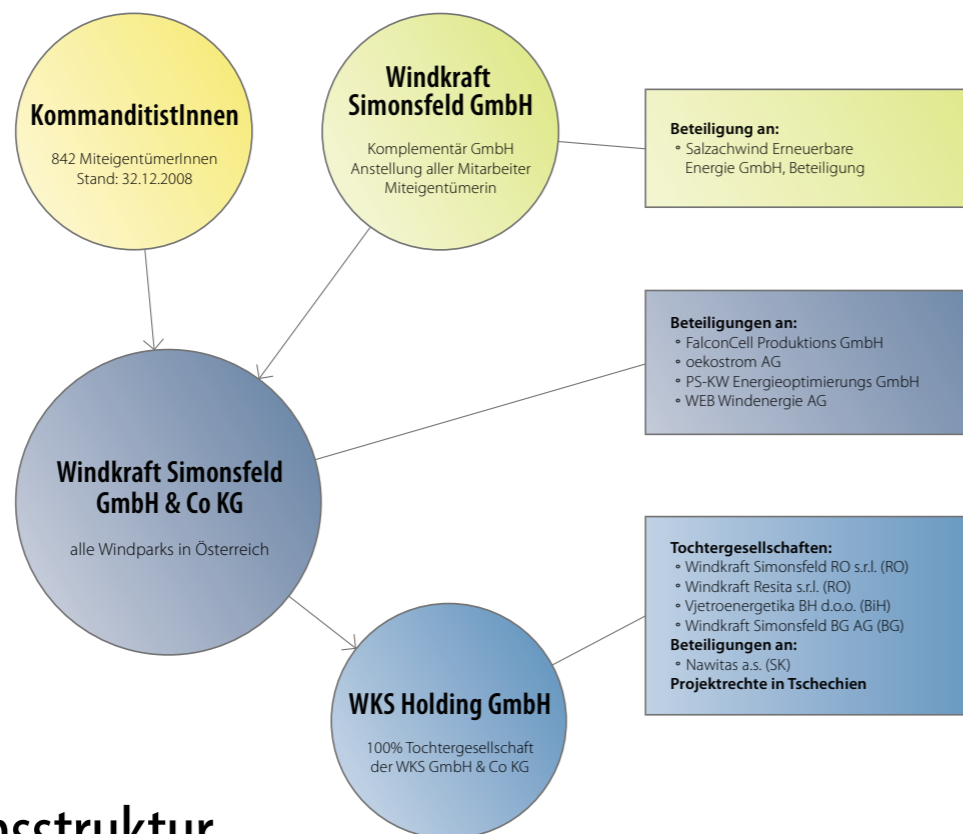 KommanditistInnen
842 MiteigentümerInnen
Stand: 32.12.2008
Windkraft
Simonsfeld GmbH
Komplementär GmbH
Anstellung aller Mitarbeiter
Miteigentümerin
Beteiligung an:
° Salzachwind Erneuerbare
Energie GmbH, Beteiligung
Beteiligungen an:
° FalconCell Produktions GmbH
° oekostrom AG
° PS-KW Energieoptimierungs GmbH
° WEB Windenergie AG
Windkraft Simonsfeld
GmbH & Co KG
alle Windparks in Österreich
Tochtergesellschaften:
° Windkraft Simonsfeld RO s.r.l. (RO)
° Windkraft Resita s.r.l. (RO)
° Vjetroenergetika BH d.o.o. (BiH)
° Windkraft Simonsfeld BG AG (BG)
Beteiligungen an:
° Nawitas a.s. (SK)
Projektrechte in Tschechien
WKS Holding GmbH
100% Tochtergesellschaft
der WKS GmbH & Co KG